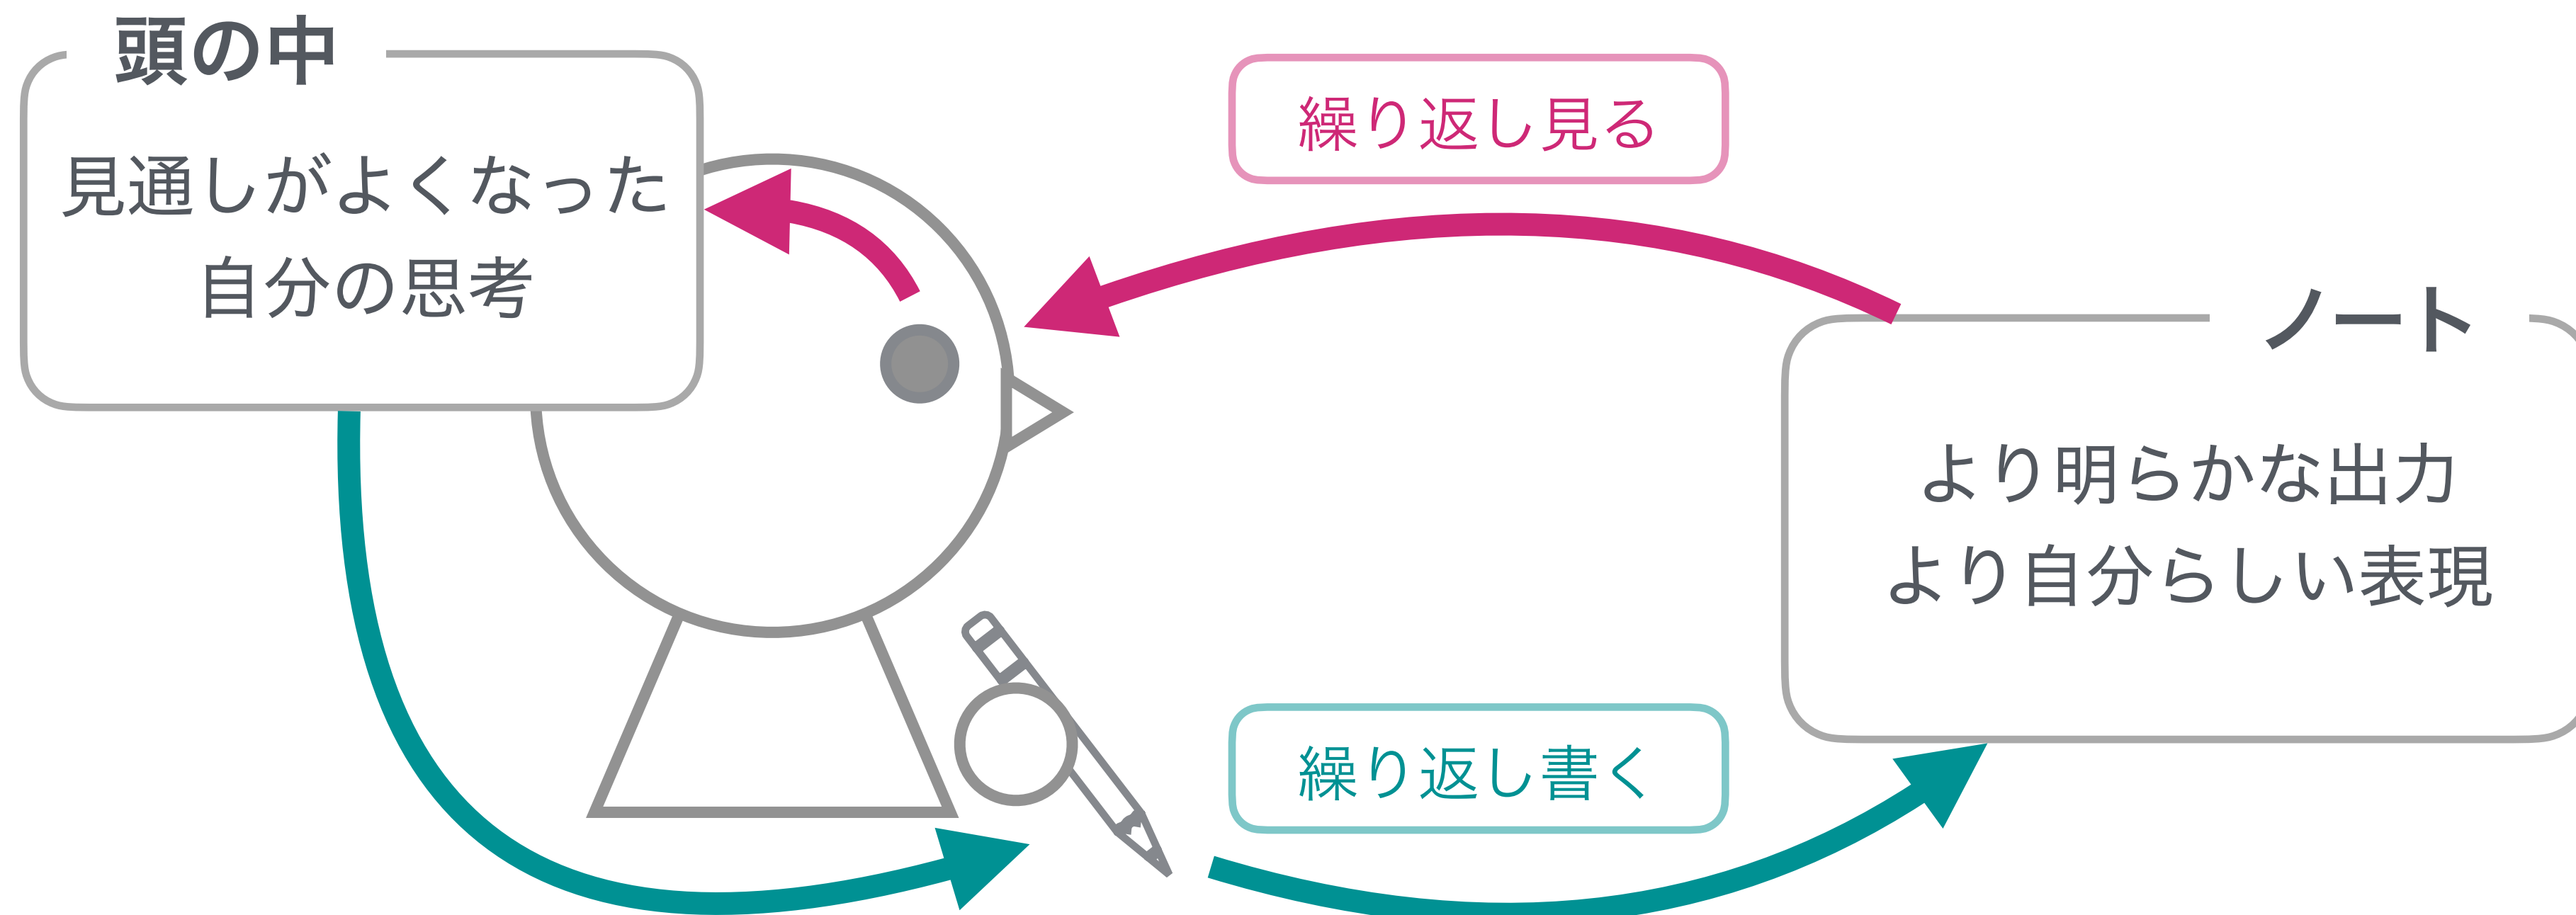 頭の中
見通しがよくなった
自分の思考
繰り返し見る
ノート
より明らかな出力
より自分らしい表現
繰り返し書く